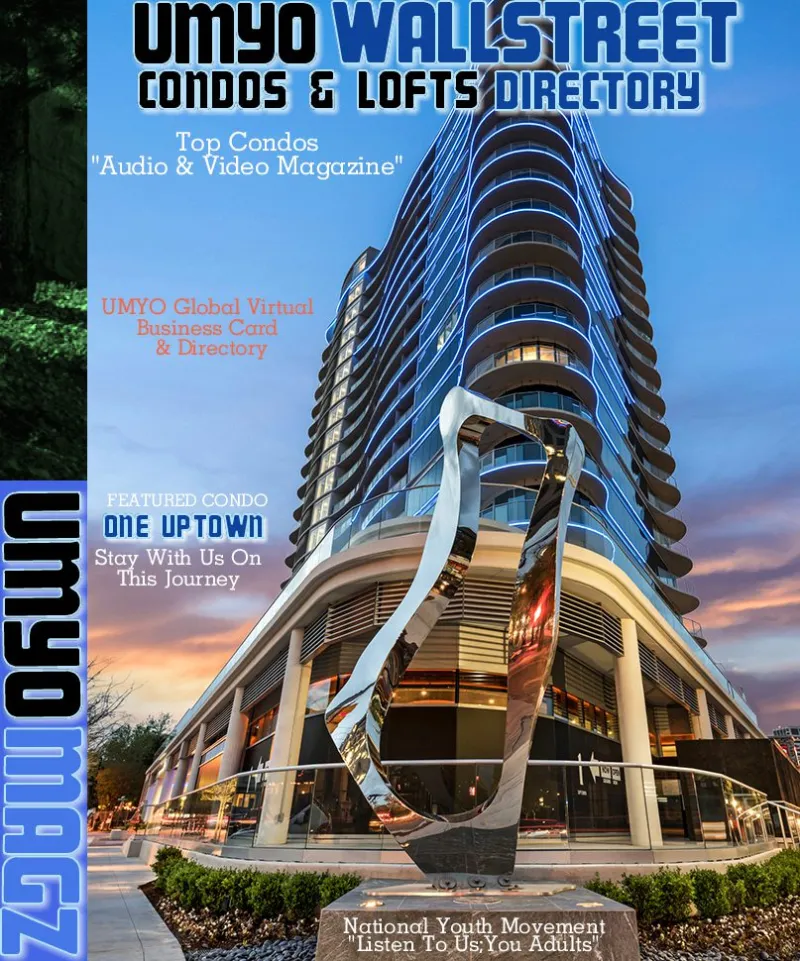 UMYO WALLSTREET
CONDOS & LOFTS DIRECTORY
Top Condos
"Audio & Video Magazine"
UMYO Global Virtual
Business Card
& Directory
FEATURED CONDO
ONE UPTOWN
Stay With Us On
This Journey
UMYO MAGZ
National Youth Movement
"Listen To Us;You Adults"